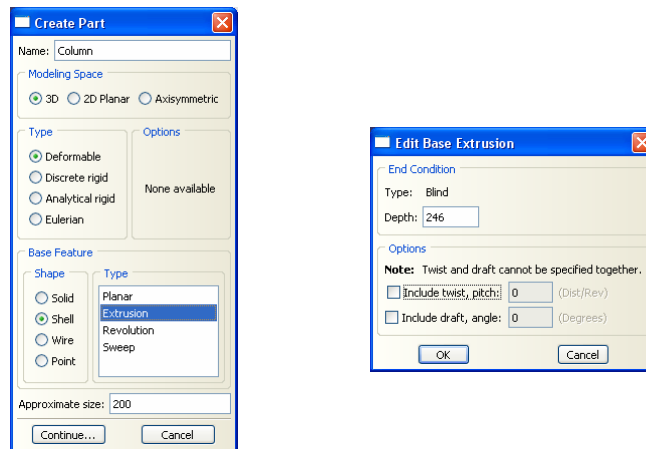 Create Part
Name: Column
Modeling Space
3D 2D Planar Axisymmetric
Type
Deformable
Discrete rigid
Analytical rigid
Eulerian
Options
None available
Base Feature
Shape
Solid
Shell
Wire
Point
Type
Planar
Extrusion
Revolution
Sweep
Approximate size: 200
Continue... Cancel
Edit Base Extrusion
End Condition
Type: Blind
Depth: 246
Options
Note: Twist and draft cannot be specified together.
Include twist, pitch: 0 (Dist/Rev)
Include draft, angle: 0 (Degrees)
OK Cancel